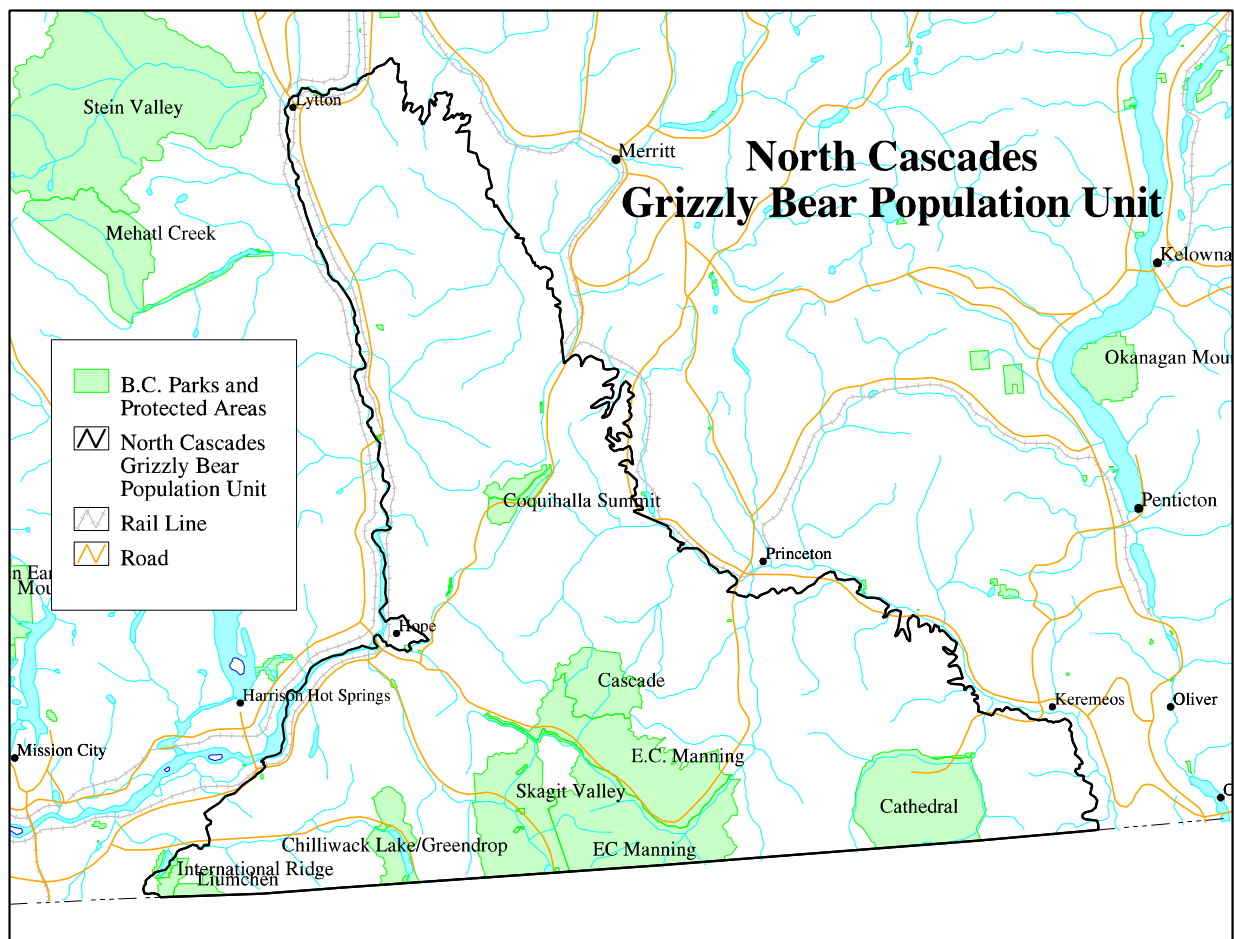 Stein Valley
Lytton
Merritt
North Cascades
Grizzly Bear Population Unit
Mehatl Creek
Kelowna
Okanagan Mou
B.C. Parks and
Protected Areas
North Cascades
Grizzly Bear
Population Unit
Rail Line
Road
Coquihalla Summit
Penticton
Princeton
n Ear
Mou
Hope
Cascade
Harrison Hot Springs
Keremeos
Oliver
Mission City
E.C. Manning
Skagit Valley
Cathedral
O
Chilliwack Lake/Greendrop
EC Manning
International Ridge
Liumchen